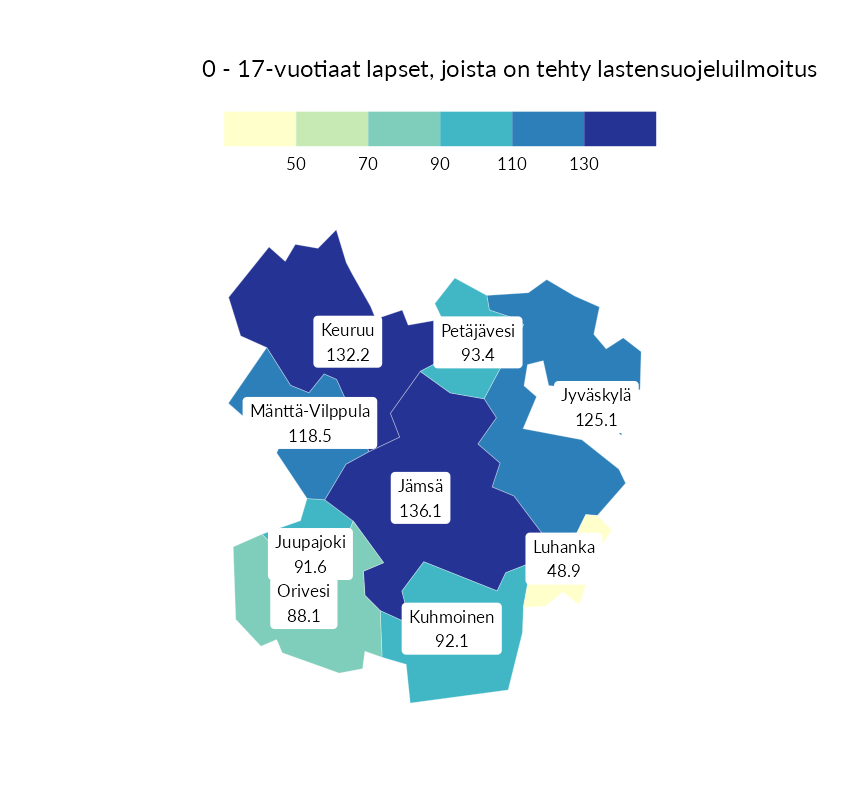 0 - 17-vuotiaat lapset, joista on tehty lastensuojeluilmoitus
50 70 90 110 130
Keuruu
132.2
Petäjävesi
93.4
Jyväskylä
125.1
Mänttä-Vilppula
118.5
Jämsä
136.1
Juupajoki
91.6
Luhanka
48.9
Orivesi
88.1
Kuhmoinen
92.1